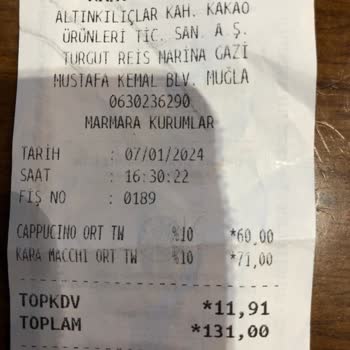 ALTINKILIÇLAR KAH. KAKAO
ÜRÜNLERİ TİC. SAN. A Ş.
TURGUT REİS MARİNA GAZİ
MUSTAFA KEMAL BLV. MUĞLA
0630236290
MARMARA KURUMLAR
TARİH : 07/01/2024
SAAT : 16:30:22
FİŞ NO : 0189
CAPPUCINO ORT TW %10 *60,00
KARA MACCHI ORT TW %10 *71,00
TOPKDV *11,91
TOPLAM *131,00